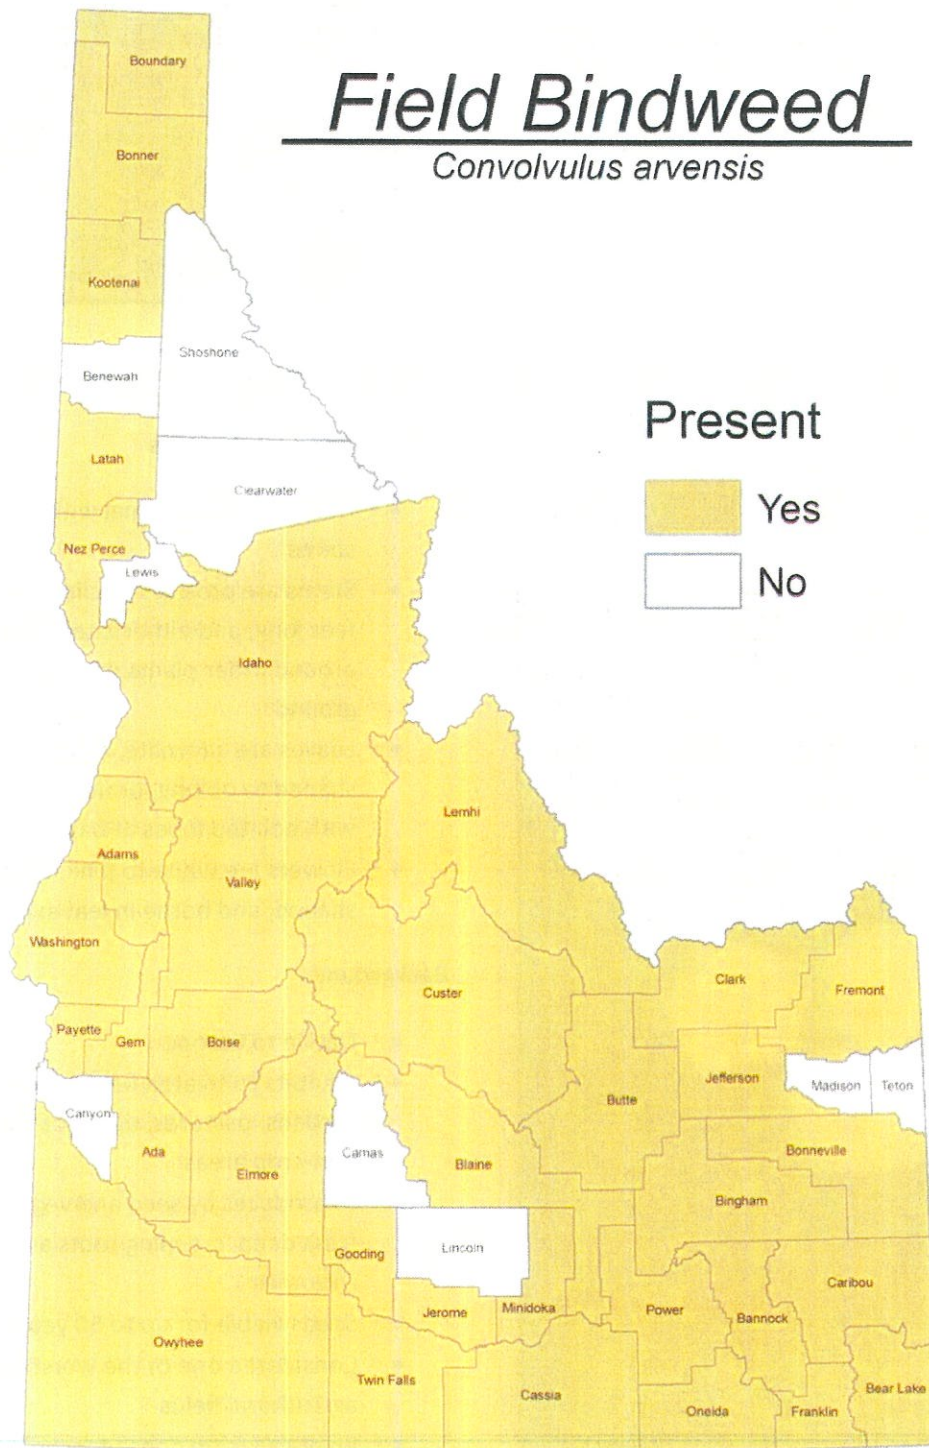 Boundary
Field Bindweed
Convolvulus arvensis
Bonner
Kootenai
Shoshone
Benewah
Present
Latah
Clearwater
Yes
Nez Perce
Lewis
No
Idaho
Lemhi
Adams
Valley
Washington
Clark
Custer
Fremont
Payette
Gem
Boise
Jefferson
Madison
Teton
Butte
Canyon
Ada
Camas
Elmore
Blaine
Bonneville
Bingham
Gooding
Lincoln
Caribou
Jerome
Minidoka
Power
Bannock
Owyhee
Twin Falls
Cassia
Bear Lake
Oneida
Franklin